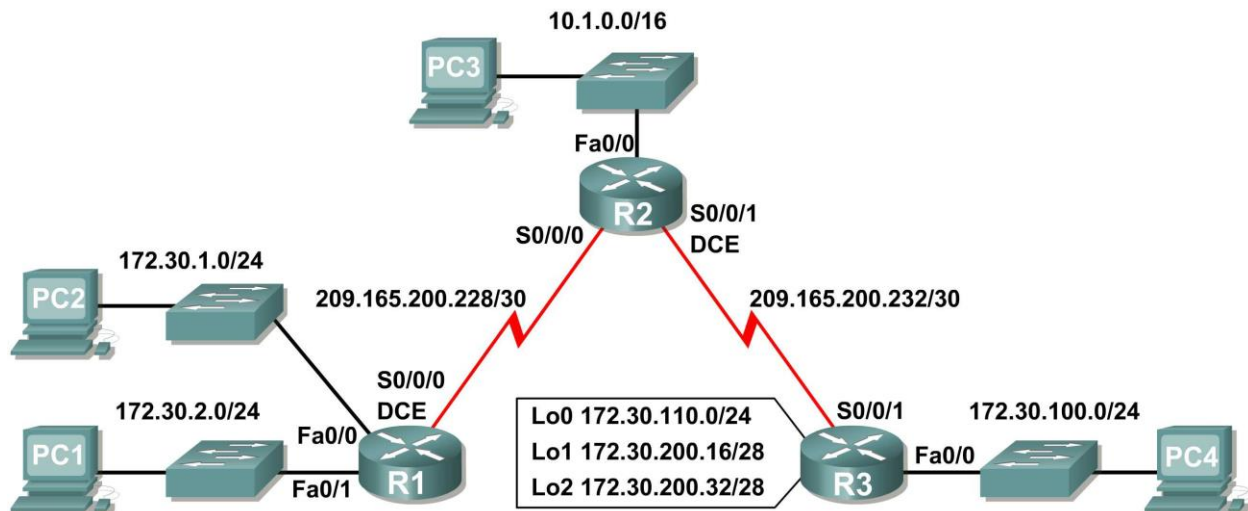 10.1.0.0/16
PC3
Fa0/0
R2
S0/0/1
DCE
S0/0/0
172.30.1.0/24
PC2
209.165.200.228/30
209.165.200.232/30
S0/0/0
DCE
172.30.2.0/24
Fa0/0
PC1
Fa0/1
R1
Lo0 172.30.110.0/24
Lo1 172.30.200.16/28
Lo2 172.30.200.32/28
S0/0/1
172.30.100.0/24
Fa0/0
R3
PC4